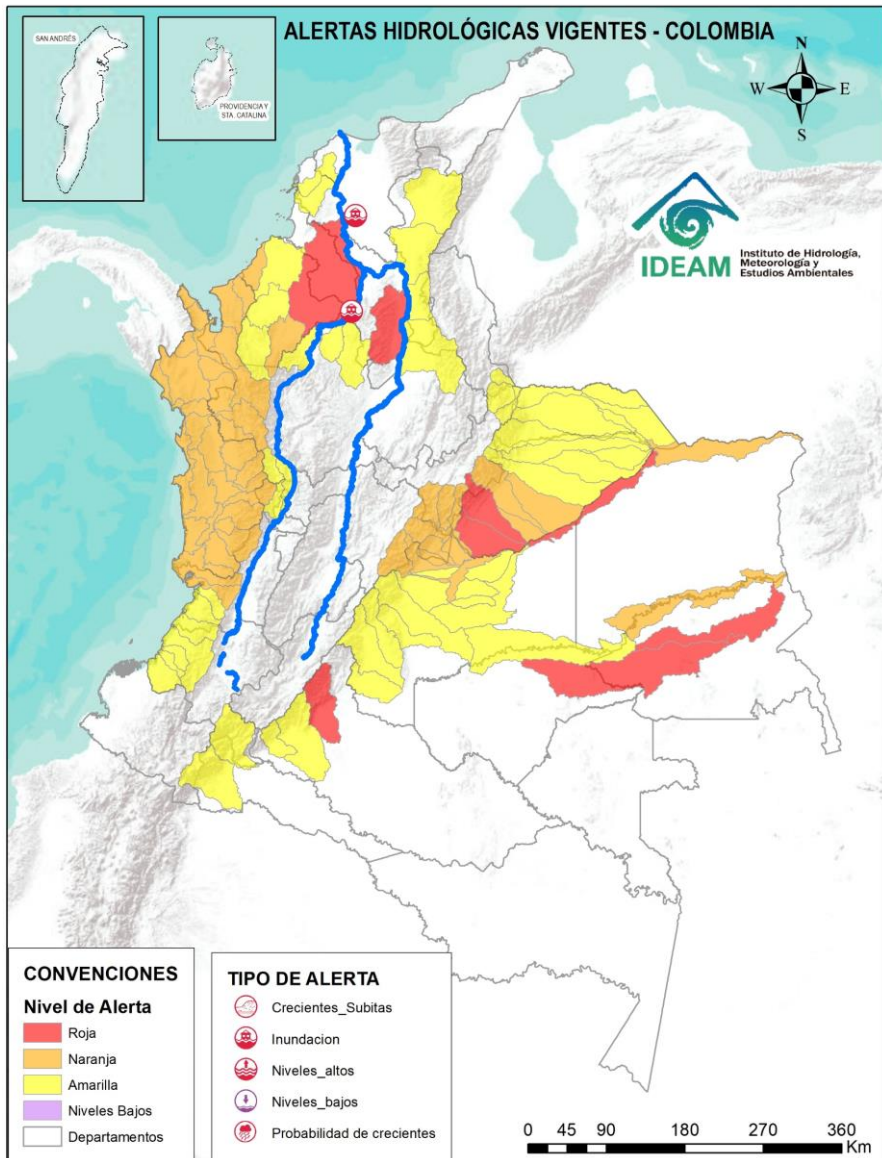 ALERTAS HIDROLÓGICAS VIGENTES - COLOMBIA
SAN ANDRÉS
PROVIDENCIA Y
STA. CATALINA
N
W E
S
IDEAM
Instituto de Hidrología,
Meteorología y
Estudios Ambientales
CONVENCIONES
Nivel de Alerta
Roja
Naranja
Amarilla
Niveles Bajos
Departamentos
TIPO DE ALERTA
Crecientes_Subitas
Inundacion
Niveles_altos
Niveles_bajos
Probabilidad de crecientes
0 45 90 180 270 360
Km